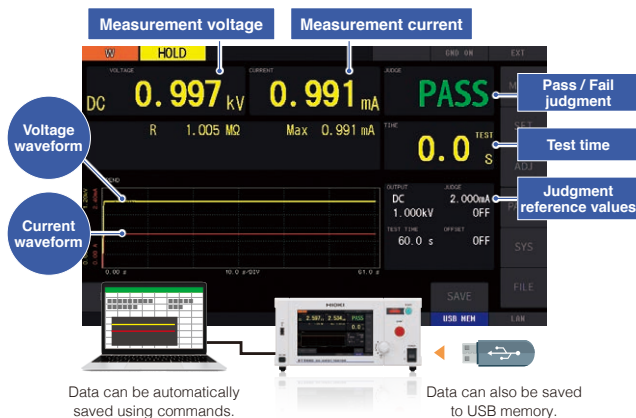 Measurement voltage
Measurement current
W HOLD GND ON EXT
VOLTAGE CURRENT JUDGE
DC 0.997 kV 0.991 mA PASS
Pass / Fail
judgment
R 1.005 MΩ Max 0.991 mA
TIME
TEST
0.0 s
SET
ADJ
Test time
Voltage
waveform
Current
waveform
OUTPUT JUDGE
DC 2.000mA
1.000kV OFF
TEST TIME OFFSET
60.0 s OFF
Judgment
reference values
0.00 s 10.0 s/DIV 61.0 s
SYS
FILE
SAVE
USB MEM LAN
HIOKI
PASS
Data can be automatically
saved using commands.
Data can also be saved
to USB memory.